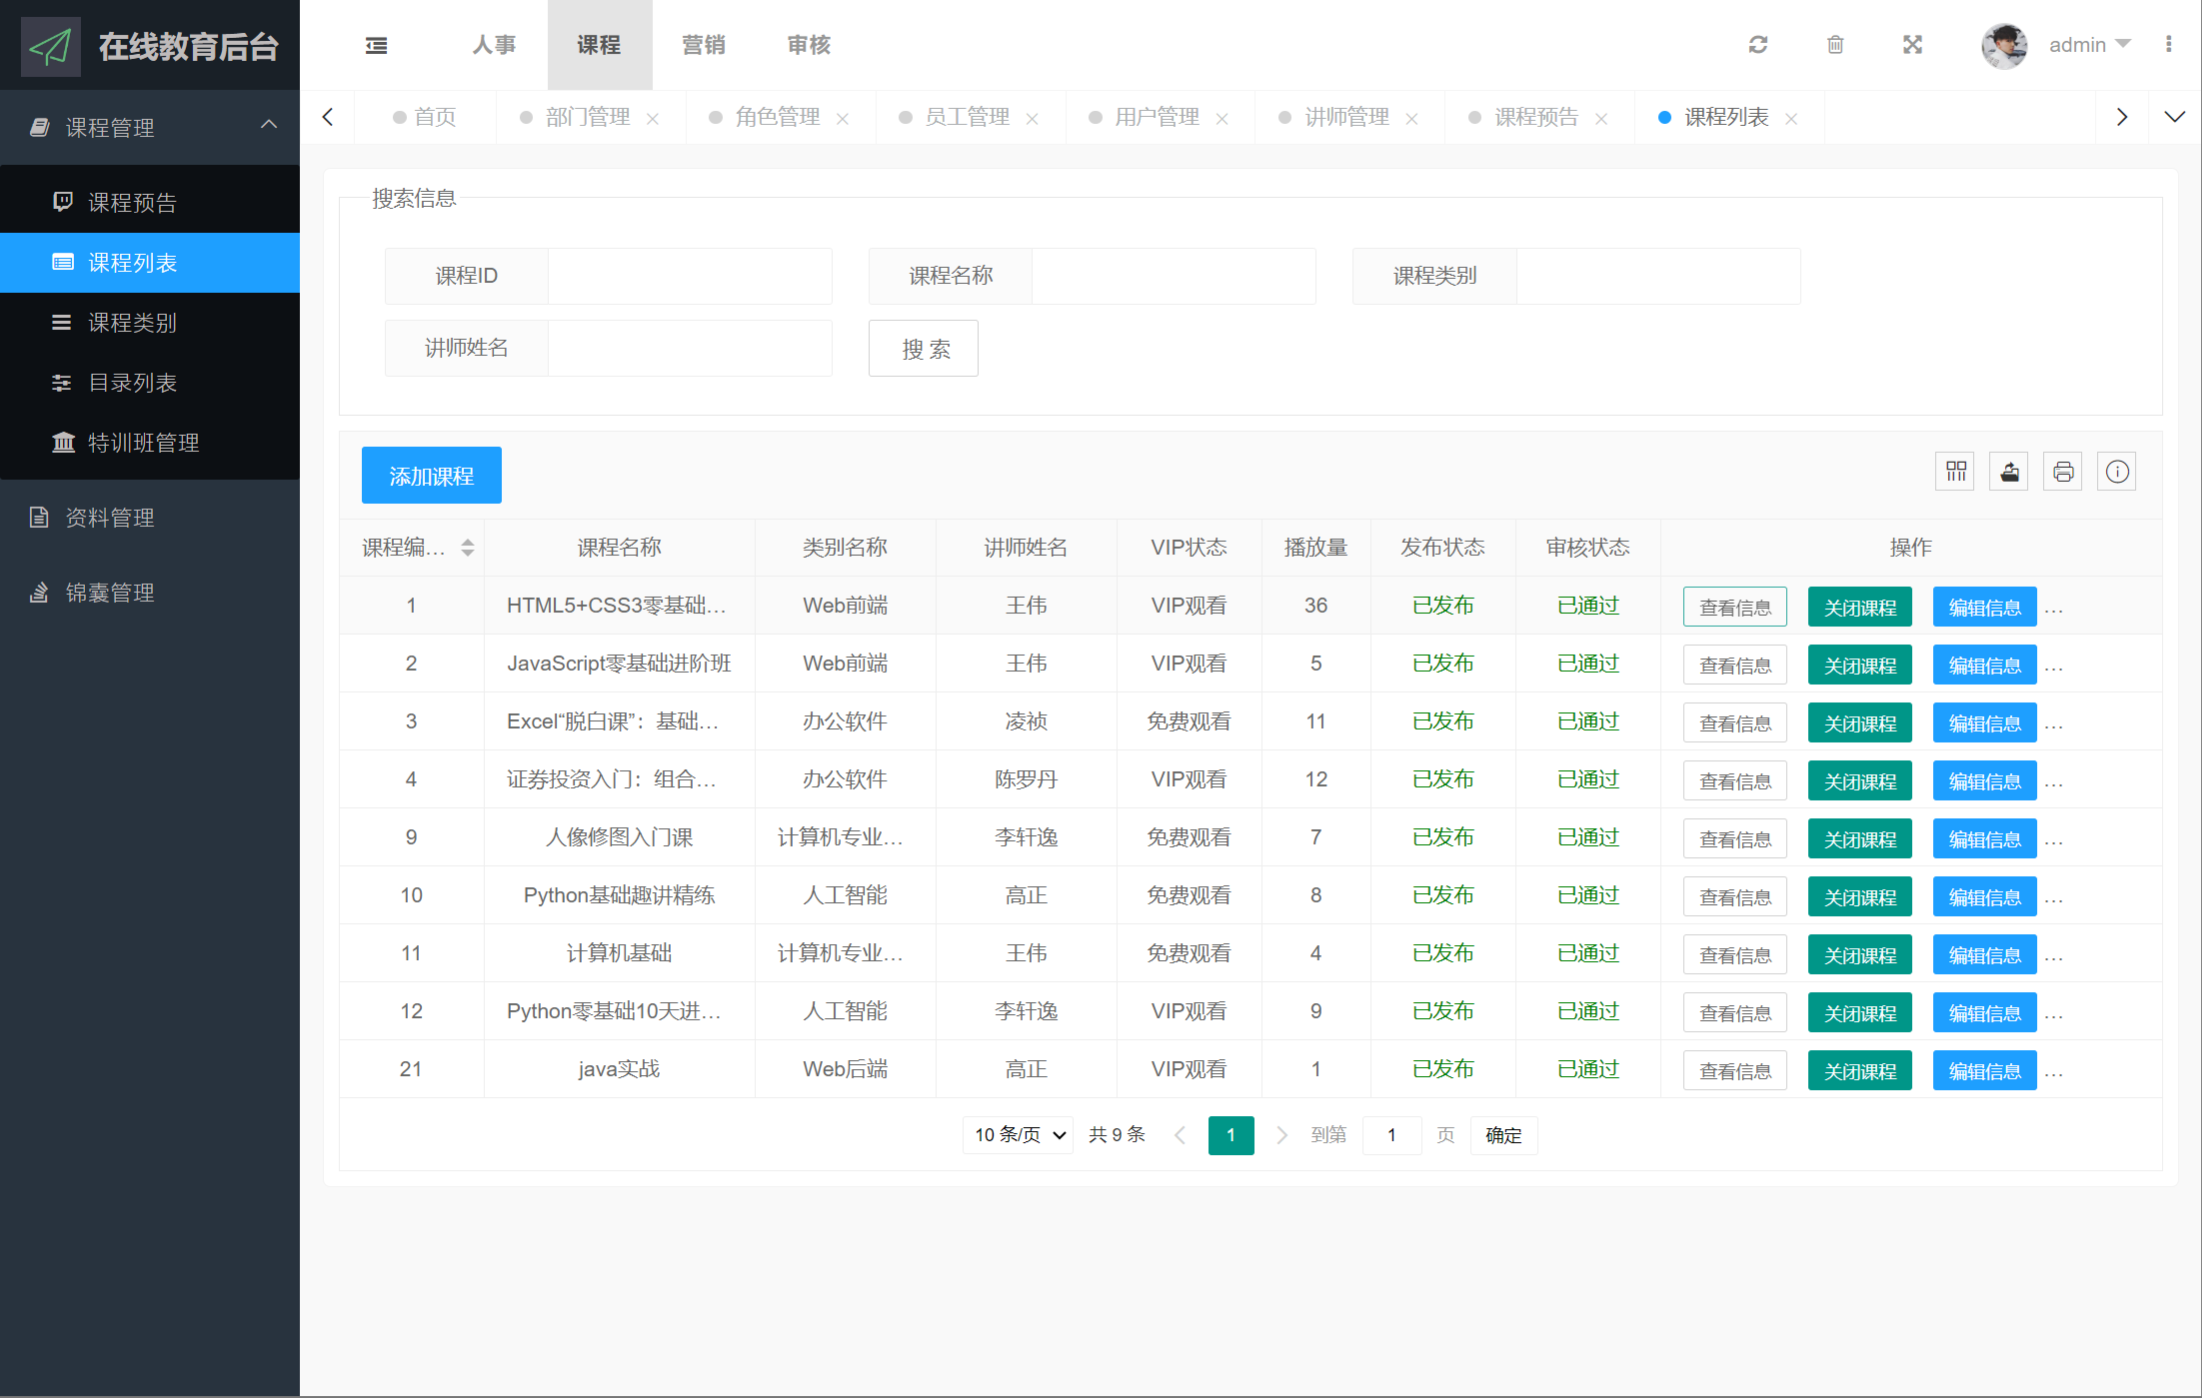 在线教育后台
人事 课程 营销 审核
admin
首页 部门管理 角色管理 员工管理 用户管理 讲师管理 课程预告 课程列表
课程管理
课程预告
课程列表
课程类别
目录列表
特训班管理
资料管理
锦囊管理
搜索信息
课程ID 课程名称 课程类别
讲师姓名 搜 索
添加课程
课程编... 课程名称 类别名称 讲师姓名 VIP状态 播放量 发布状态 审核状态 操作
1 HTML5+CSS3零基础... Web前端 王伟 VIP观看 36 已发布 已通过 查看信息 关闭课程 编辑信息 ...
2 JavaScript零基础进阶班 Web前端 王伟 VIP观看 5 已发布 已通过 查看信息 关闭课程 编辑信息 ...
3 Excel“脱白课”：基础... 办公软件 凌祯 免费观看 11 已发布 已通过 查看信息 关闭课程 编辑信息 ...
4 证券投资入门：组合... 办公软件 陈罗丹 VIP观看 12 已发布 已通过 查看信息 关闭课程 编辑信息 ...
9 人像修图入门课 计算机专业... 李轩逸 免费观看 7 已发布 已通过 查看信息 关闭课程 编辑信息 ...
10 Python基础趣讲精练 人工智能 高正 免费观看 8 已发布 已通过 查看信息 关闭课程 编辑信息 ...
11 计算机基础 计算机专业... 王伟 免费观看 4 已发布 已通过 查看信息 关闭课程 编辑信息 ...
12 Python零基础10天进... 人工智能 李轩逸 VIP观看 9 已发布 已通过 查看信息 关闭课程 编辑信息 ...
21 java实战 Web后端 高正 VIP观看 1 已发布 已通过 查看信息 关闭课程 编辑信息 ...
10 条/页 共 9 条 1 到第 1 页 确定